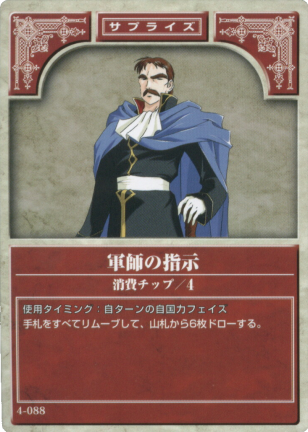 サプライズ
軍師の指示
消費チップ／4
使用タイミング：自ターンの自国力フェイズ
手札をすべてリムーブして、山札から6枚ドローする。
4-088